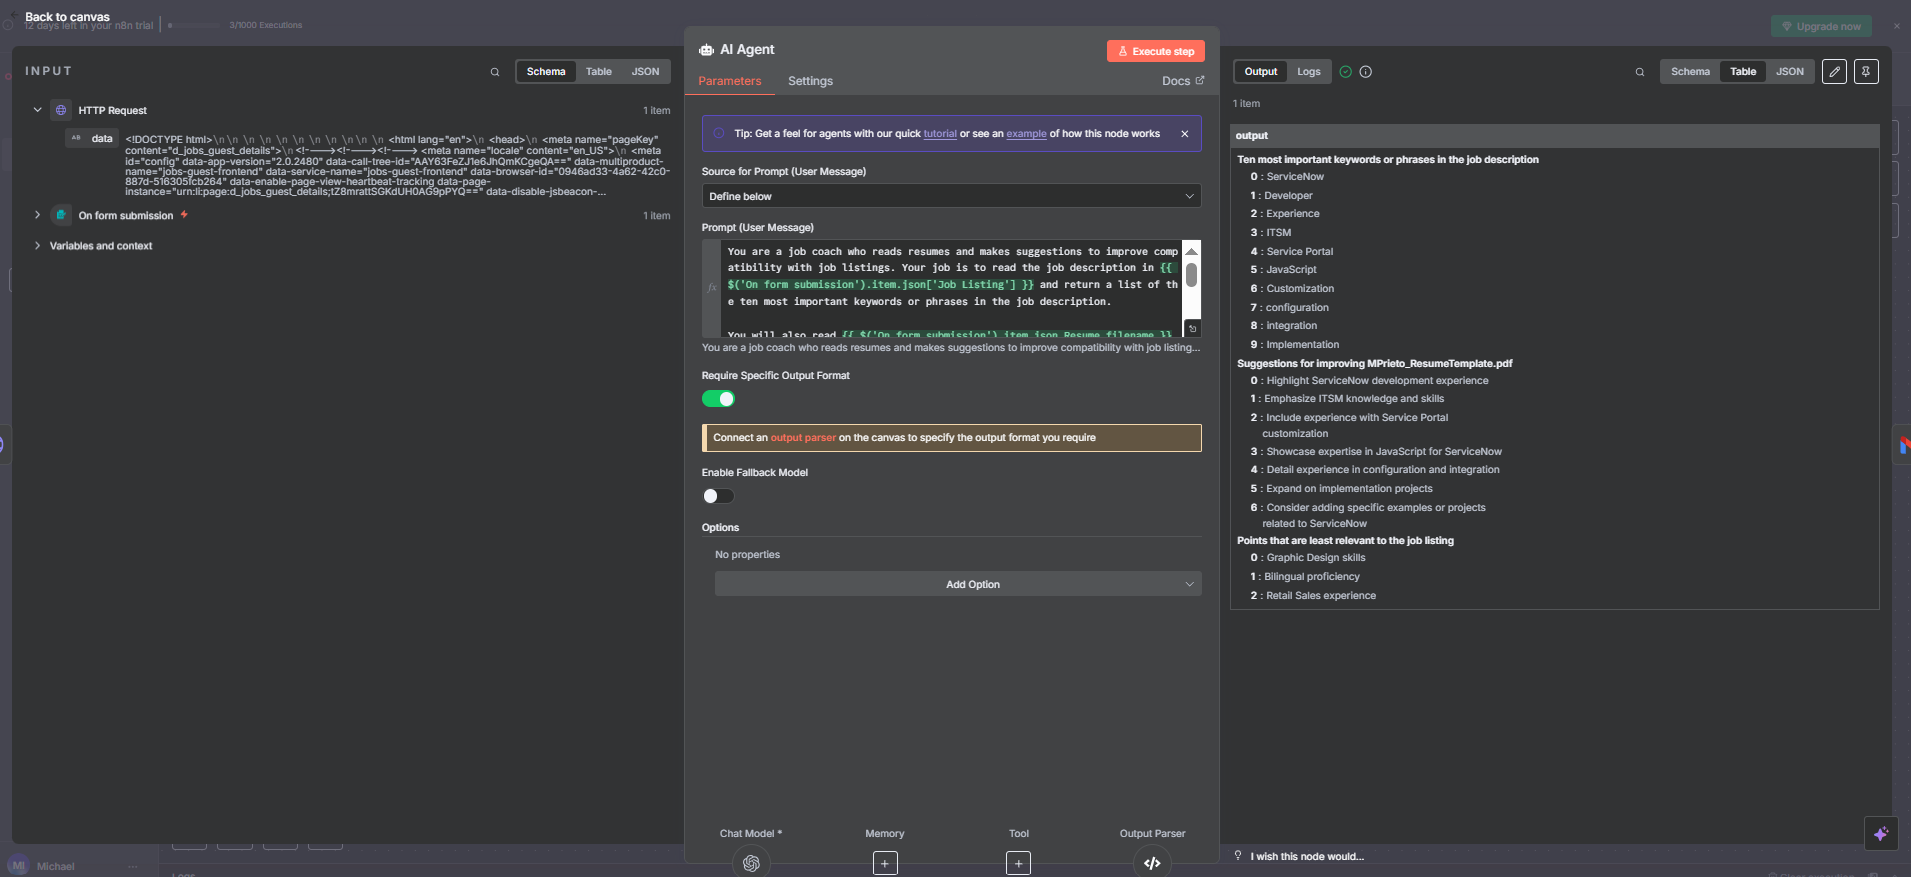 Back to canvas
12 days left in your n8n trial
3/1000 Executions
Upgrade now
INPUT
Schema
Table
JSON
HTTP Request
1 item
AB data
<!DOCTYPE html>\n\n \n \n \n \n \n \n \n \n \n <html lang="en">\n <head>\n <meta name="pageKey"
content="d_jobs_guest_details">\n<!----><!----><!----> <meta name="locale" content="en_US">\n <meta
id="config" data-app-version="2.0.2480" data-call-tree-id="AAY63FeZJ1e6JhQmKCgeQA==" data-multiproduct-
name="jobs-guest-frontend" data-service-name="jobs-guest-frontend" data-browser-id="0946ad33-4a62-42c0-
887d-516305fcb264" data-enable-page-view-heartbeat-tracking data-page-
instance="urn:li:page:d_jobs_guest_details;tZ8mrattSGKdUH0AG9pPYQ==" data-disable-jsbeacon-...
On form submission
1 item
Variables and context
AI Agent
Execute step
Parameters
Settings
Docs
Tip: Get a feel for agents with our quick tutorial or see an example of how this node works
Source for Prompt (User Message)
Define below
Prompt (User Message)
fx
You are a job coach who reads resumes and makes suggestions to improve comp
atibility with job listings. Your job is to read the job description in {{
$('On form submission').item.json['Job Listing'] }} and return a list of th
e ten most important keywords or phrases in the job description.
You will also read {{ $('On form submission').item.json.Resume.filename }}
You are a job coach who reads resumes and makes suggestions to improve compatibility with job listing...
Require Specific Output Format
Connect an output parser on the canvas to specify the output format you require
Enable Fallback Model
Options
No properties
Add Option
Chat Model *
Memory
Tool
Output Parser
Output
Logs
Schema
Table
JSON
1 item
output
Ten most important keywords or phrases in the job description
0 : ServiceNow
1 : Developer
2 : Experience
3 : ITSM
4 : Service Portal
5 : JavaScript
6 : Customization
7 : configuration
8 : integration
9 : Implementation
Suggestions for improving MPrieto_ResumeTemplate.pdf
0 : Highlight ServiceNow development experience
1 : Emphasize ITSM knowledge and skills
2 : Include experience with Service Portal
customization
3 : Showcase expertise in JavaScript for ServiceNow
4 : Detail experience in configuration and integration
5 : Expand on implementation projects
6 : Consider adding specific examples or projects
related to ServiceNow
Points that are least relevant to the job listing
0 : Graphic Design skills
1 : Bilingual proficiency
2 : Retail Sales experience
I wish this node would...
MI
Michael